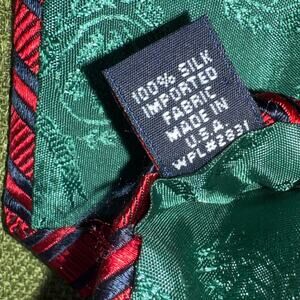 100% SILK
IMPORTED
FABRIC
MADE IN
U.S.A.
WPL#2831